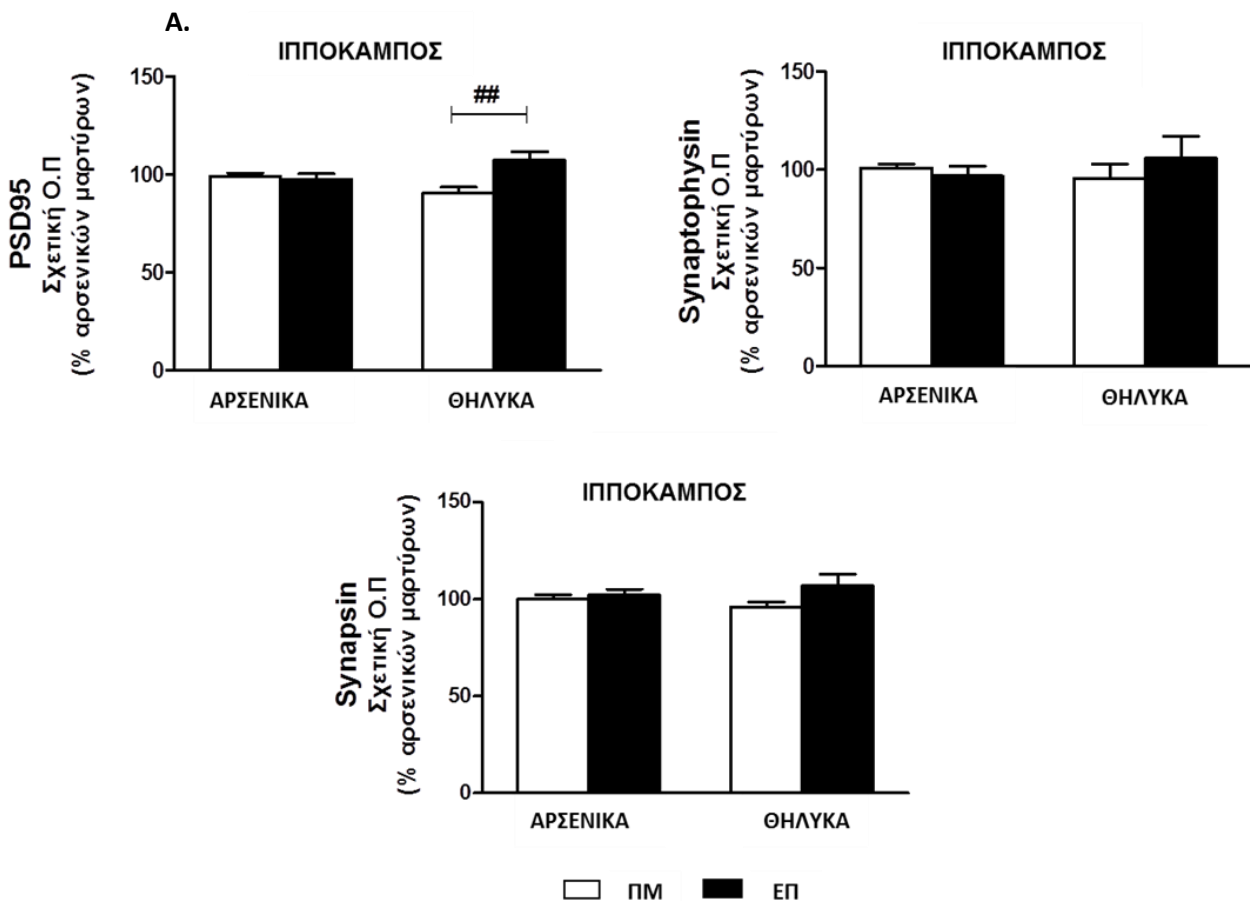 A.
ΙΠΠΟΚΑΜΠΟΣ
PSD95
Σχετική Ο.Π
(% αρσενικών μαρτύρων)
150
100
50
0
##
ΑΡΣΕΝΙΚΑ
ΘΗΛΥΚΑ
ΙΠΠΟΚΑΜΠΟΣ
Synaptophysin
Σχετική Ο.Π
(% αρσενικών μαρτύρων)
150
100
50
0
ΑΡΣΕΝΙΚΑ
ΘΗΛΥΚΑ
ΙΠΠΟΚΑΜΠΟΣ
Synapsin
Σχετική Ο.Π
(% αρσενικών μαρτύρων)
150
100
50
0
ΑΡΣΕΝΙΚΑ
ΘΗΛΥΚΑ
ΠΜ
ΕΠ